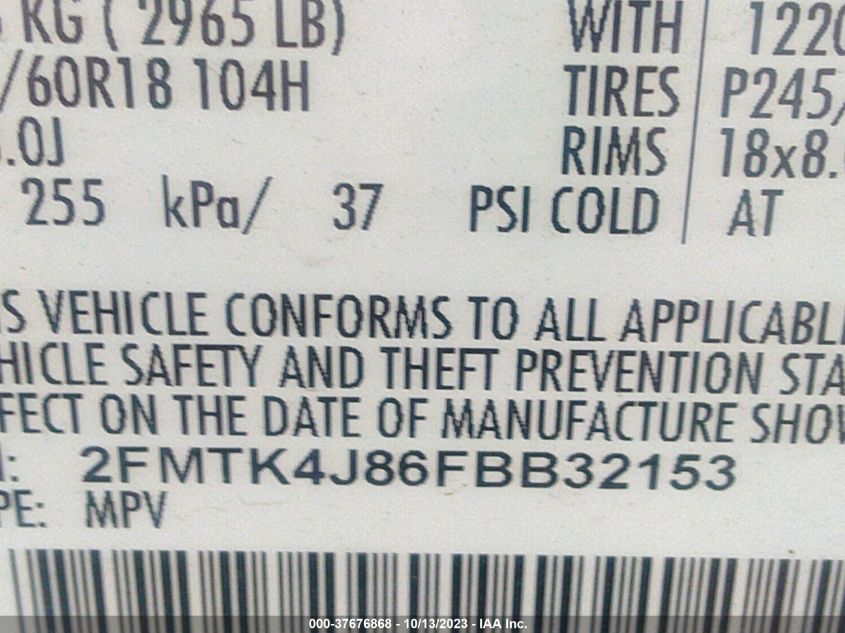 KG ( 2965 LB) WITH 1220
/60R18 104H TIRES P245/
.0J RIMS 18x8.
255 kPa/ 37 PSI COLD AT
S VEHICLE CONFORMS TO ALL APPLICABL
HICLE SAFETY AND THEFT PREVENTION STA
FECT ON THE DATE OF MANUFACTURE SHOW
: 2FMTK4J86FBB32153
PE: MPV
000-37676868 - 10/13/2023 - IAA Inc.